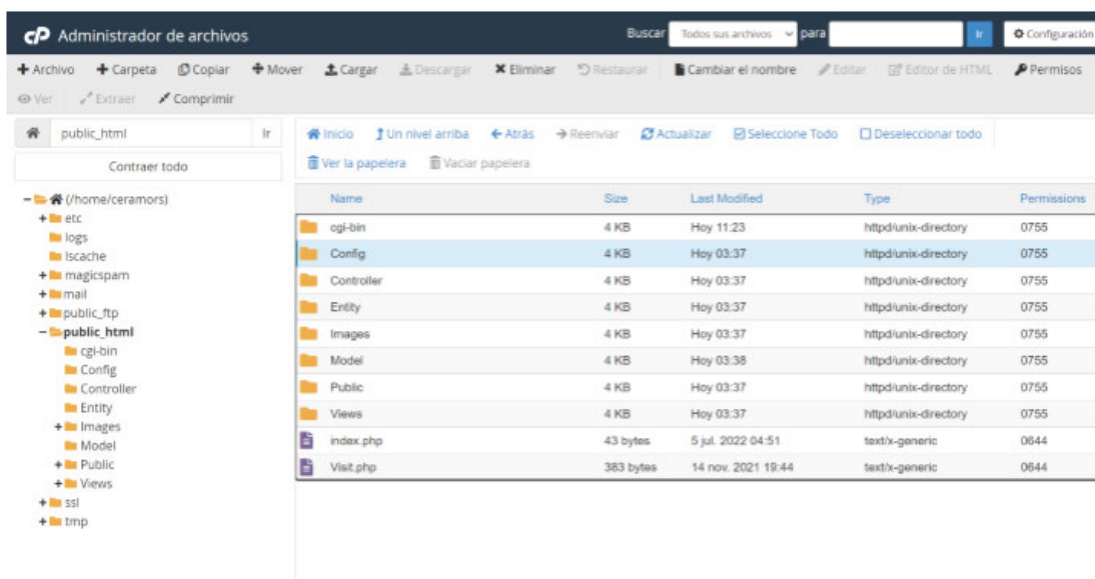 cP Administrador de archivos Buscar Todos sus archivos para Ir Configuración
Archivo Carpeta Copiar Mover Cargar Descargar Eliminar Restaurar Cambiar el nombre Editar Editor de HTML Permisos
Ver Extraer Comprimir
public_html Ir Inicio Un nivel arriba Atrás Reenviar Actualizar Seleccione Todo Deseleccionar todo
Contraer todo Ver la papelera Vaciar papelera
(/home/ceramors)
etc
logs
lscache
magicspam
mail
public_ftp
public_html
cgi-bin
Config
Controller
Entity
Images
Model
Public
Views
ssl
tmp
Name Size Last Modified Type Permissions
cgi-bin 4 KB Hoy 11:23 httpd/unix-directory 0755
Config 4 KB Hoy 03:37 httpd/unix-directory 0755
Controller 4 KB Hoy 03:37 httpd/unix-directory 0755
Entity 4 KB Hoy 03:37 httpd/unix-directory 0755
Images 4 KB Hoy 03:37 httpd/unix-directory 0755
Model 4 KB Hoy 03:38 httpd/unix-directory 0755
Public 4 KB Hoy 03:37 httpd/unix-directory 0755
Views 4 KB Hoy 03:37 httpd/unix-directory 0755
index.php 43 bytes 5 jul. 2022 04:51 text/x-generic 0644
Visit.php 383 bytes 14 nov. 2021 19:44 text/x-generic 0644